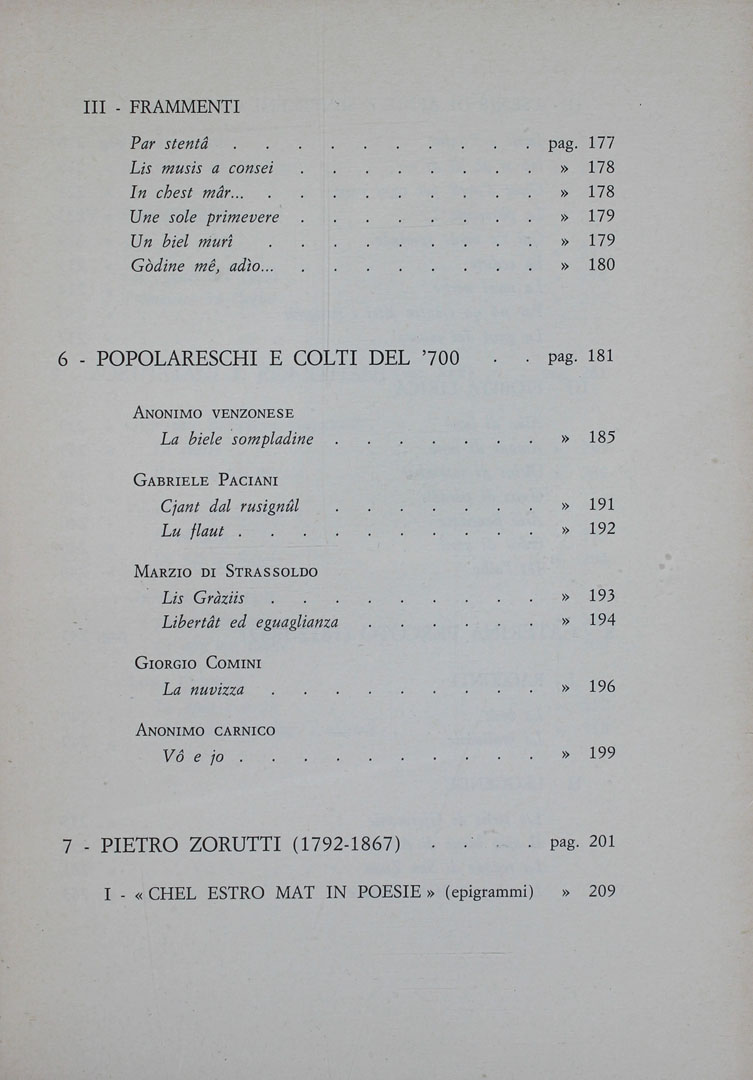 III - FRAMMENTI
Par stentâ . . . . . . . . . . pag. 177
Lis musis a consei . . . . . . . . » 178
In chest mâr... . . . . . . . . . . » 178
Une sole primevere . . . . . . . . » 179
Un biel murî . . . . . . . . . » 179
Gòdine mê, adìo... . . . . . . . . . » 180
6 - POPOLARESCHI E COLTI DEL '700 . . pag. 181
ANONIMO VENZONESE
La biele sompladine . . . . . . . » 185
GABRIELE PACIANI
Cjant dal rusignûl . . . . . . . » 191
Lu flaut . . . . . . . . . . » 192
MARZIO DI STRASSOLDO
Lis Gràziis . . . . . . . . . » 193
Libertât ed eguaglianza . . . . . . » 194
GIORGIO COMINI
La nuvizza . . . . . . . . . » 196
ANONIMO CARNICO
Vô e jo . . . . . . . . . . » 199
7 - PIETRO ZORUTTI (1792-1867) . . . . pag. 201
I - « CHEL ESTRO MAT IN POESIE » (epigrammi) » 209